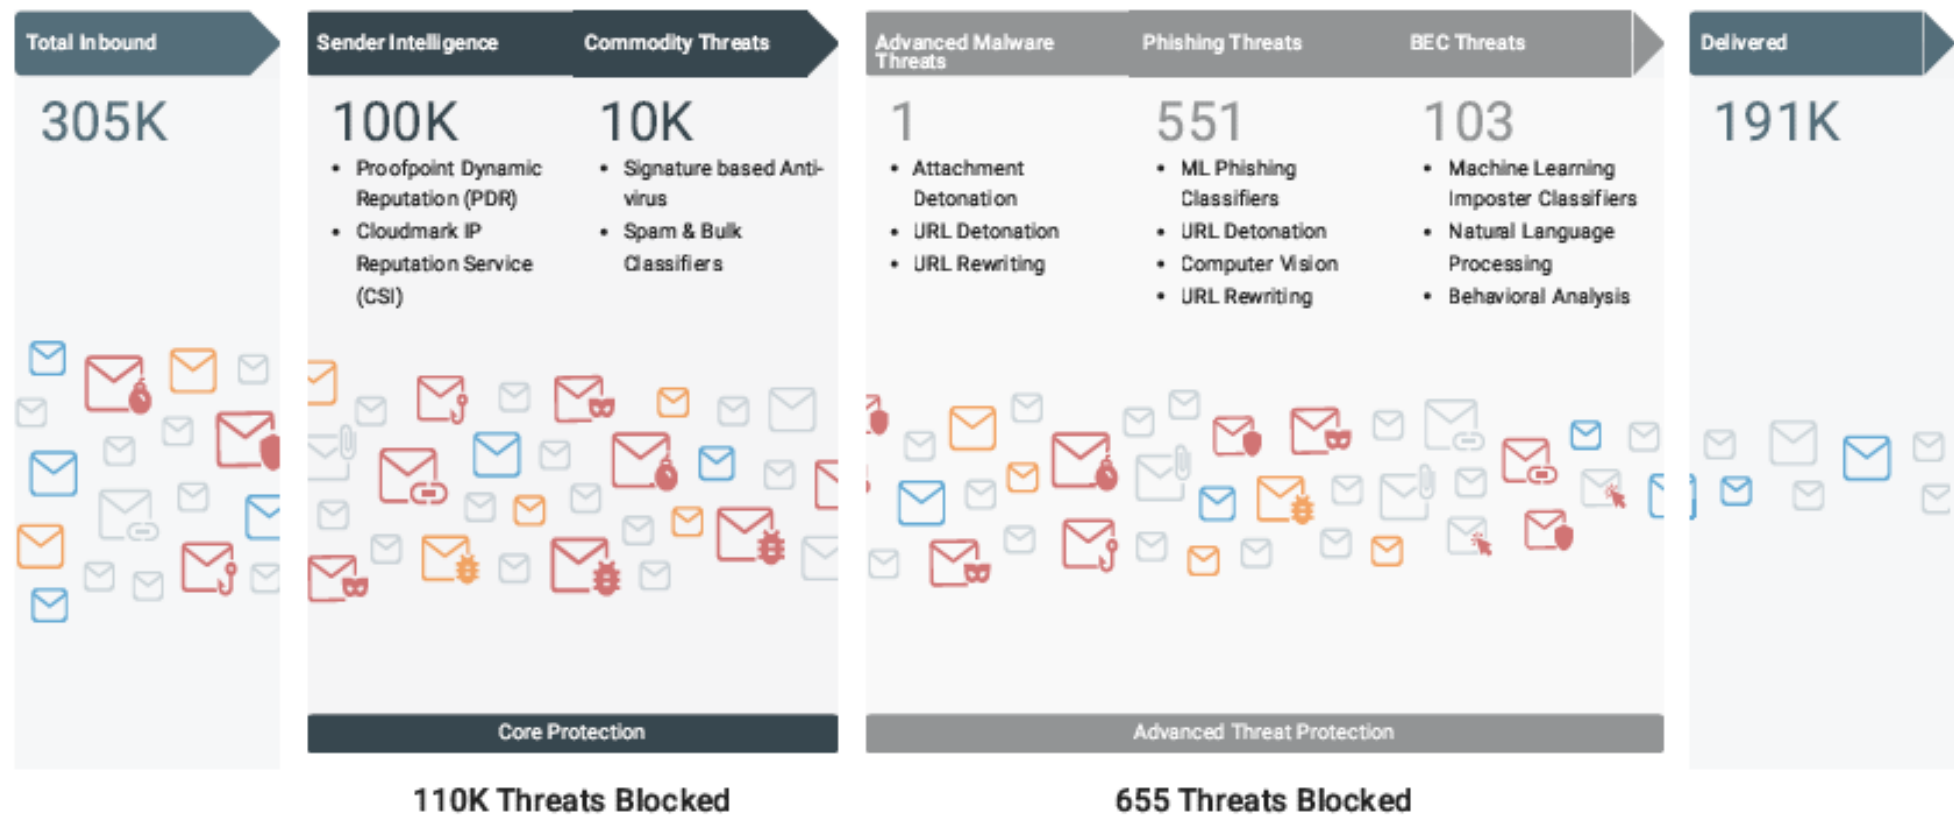 Total Inbound
305K
Sender Intelligence
100K
• Proofpoint Dynamic
Reputation (PDR)
• Cloudmark IP
Reputation Service
(CSI)
Commodity Threats
10K
• Signature based Anti-
virus
• Spam & Bulk
Classifiers
Core Protection
110K Threats Blocked
Advanced Malware
Threats
1
• Attachment
Detonation
• URL Detonation
• URL Rewriting
Phishing Threats
551
• ML Phishing
Classifiers
• URL Detonation
• Computer Vision
• URL Rewriting
BEC Threats
103
• Machine Learning
Imposter Classifiers
• Natural Language
Processing
• Behavioral Analysis
Advanced Threat Protection
655 Threats Blocked
Delivered
191K